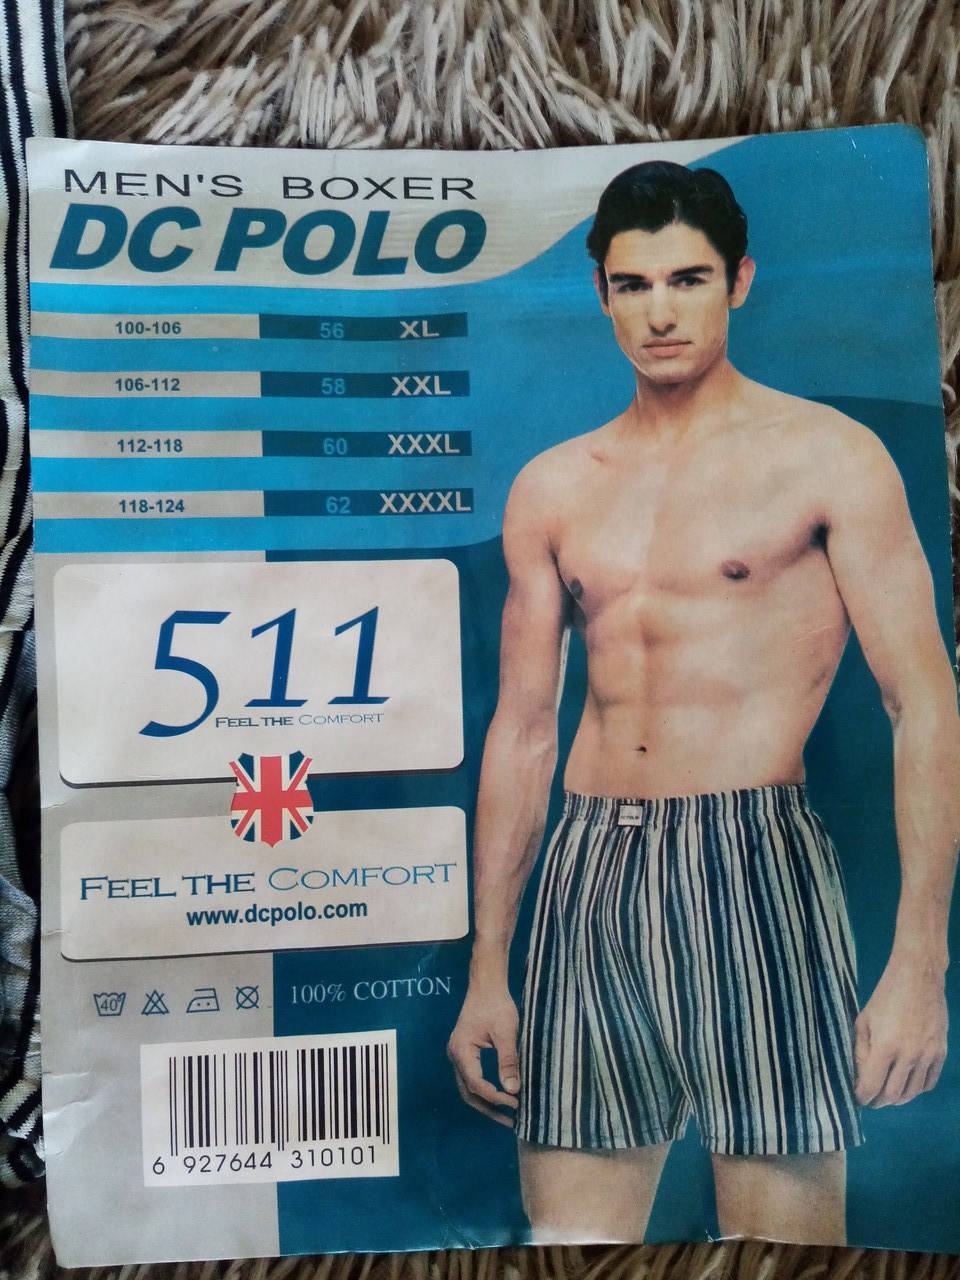 MEN'S BOXER
DC POLO
100-106 56 XL
106-112 58 XXL
112-118 60 XXXL
118-124 62 XXXXL
511
FEEL THE COMFORT
FEEL THE COMFORT
www.dcpolo.com
40°
100% COTTON
6 927644 310101